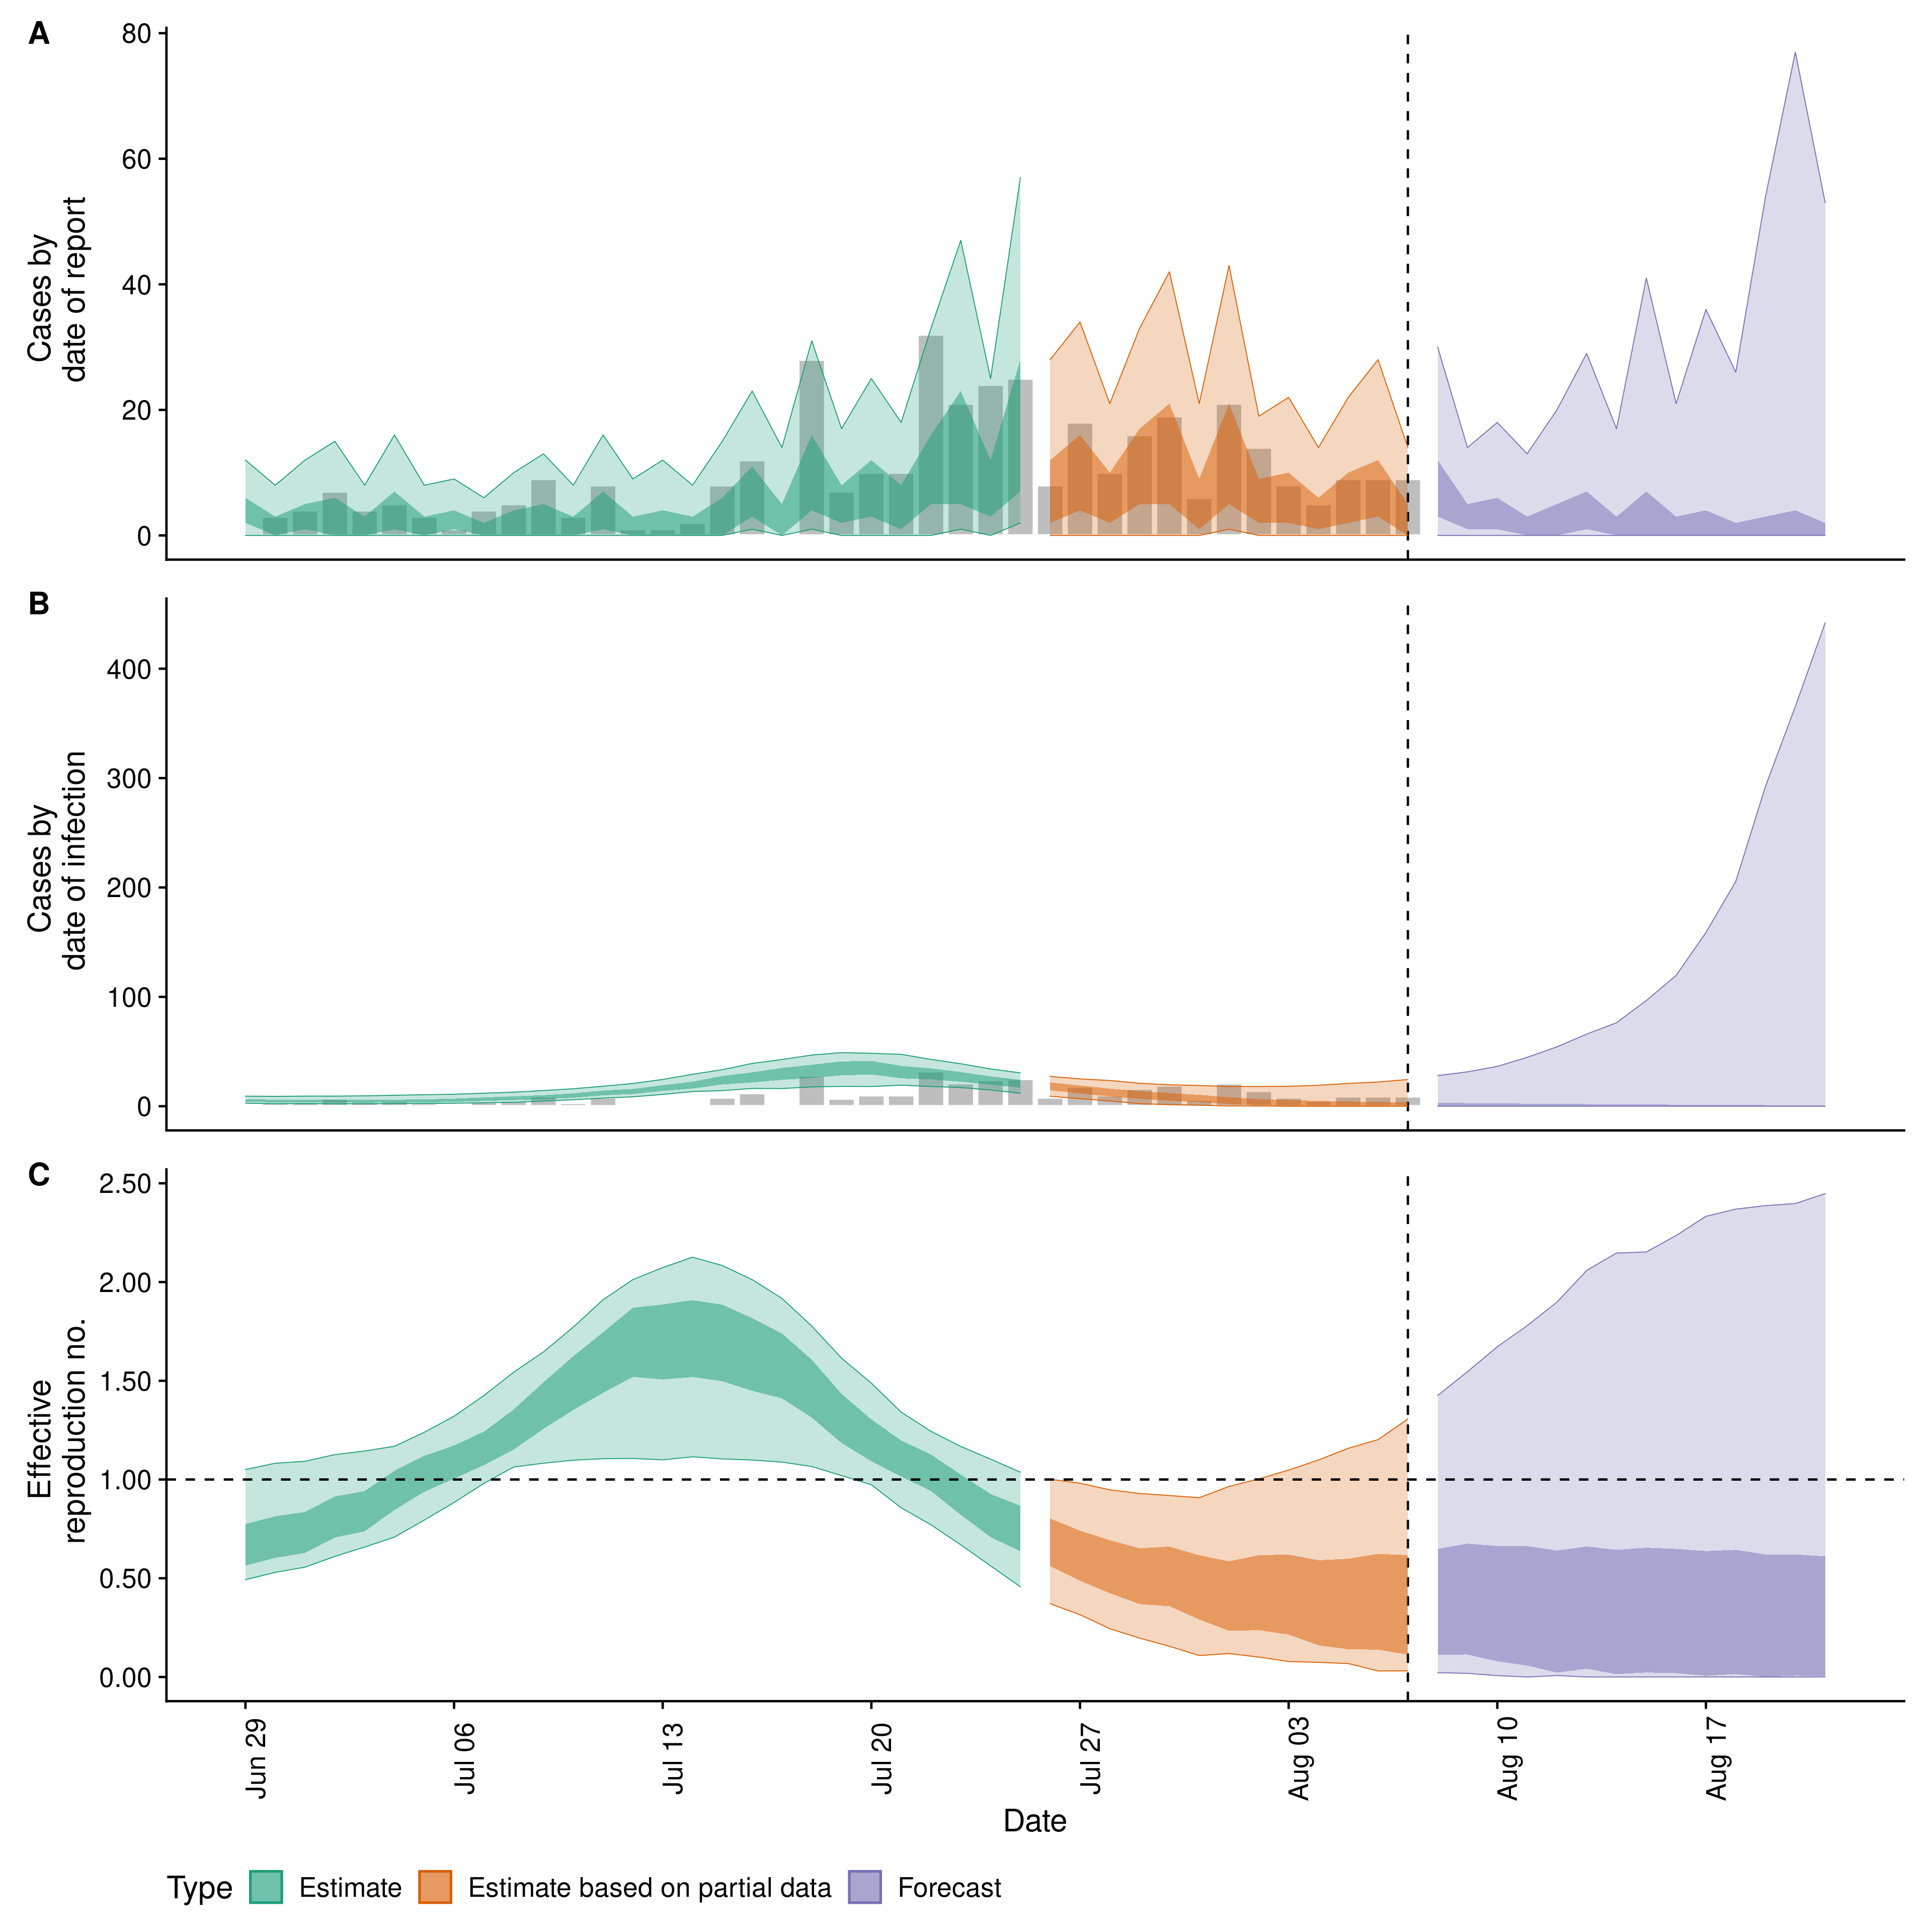 A
80
60
40
20
0
Cases by
date of report
B
400
300
200
100
0
Cases by
date of infection
C
2.50
2.00
1.50
1.00
0.50
0.00
Effective
reproduction no.
Jun 29
Jul 06
Jul 13
Jul 20
Jul 27
Aug 03
Aug 10
Aug 17
Date
Type Estimate Estimate based on partial data Forecast